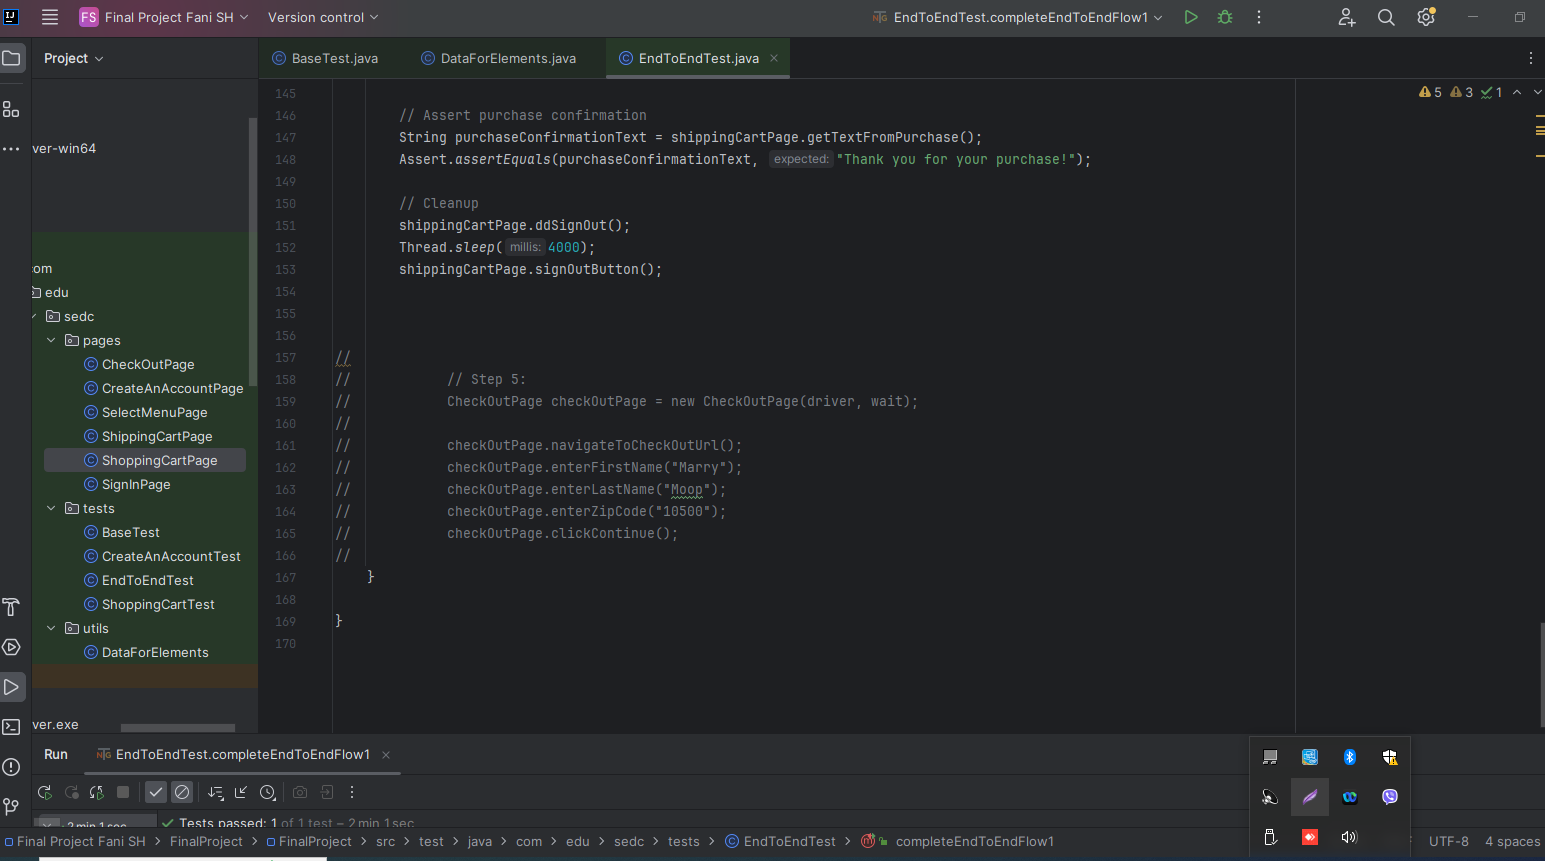 FS Final Project Fani SH Version control EndToEndTest.completeEndToEndFlow1
Project BaseTest.java DataForElements.java EndToEndTest.java
5 3 1
ver-win64
com
edu
sedc
pages
CheckOutPage
CreateAnAccountPage
SelectMenuPage
ShippingCartPage
ShoppingCartPage
SignInPage
tests
BaseTest
CreateAnAccountTest
EndToEndTest
ShoppingCartTest
utils
DataForElements
ver.exe
145
146 // Assert purchase confirmation
147 String purchaseConfirmationText = shippingCartPage.getTextFromPurchase();
148 Assert.assertEquals(purchaseConfirmationText, expected: "Thank you for your purchase!");
149
150 // Cleanup
151 shippingCartPage.ddSignOut();
152 Thread.sleep( millis: 4000);
153 shippingCartPage.signOutButton();
154
155
156
157 //
158 // // Step 5:
159 // CheckOutPage checkOutPage = new CheckOutPage(driver, wait);
160 //
161 // checkOutPage.navigateToCheckOutUrl();
162 // checkOutPage.enterFirstName("Marry");
163 // checkOutPage.enterLastName("Moop");
164 // checkOutPage.enterZipCode("10500");
165 // checkOutPage.clickContinue();
166 //
167 }
168
169 }
170
Run EndToEndTest.completeEndToEndFlow1
2 min 1 sec Tests passed: 1 of 1 test – 2 min 1 sec
Final Project Fani SH > FinalProject > FinalProject > src > test > java > com > edu > sedc > tests > EndToEndTest > completeEndToEndFlow1 UTF-8 4 spaces